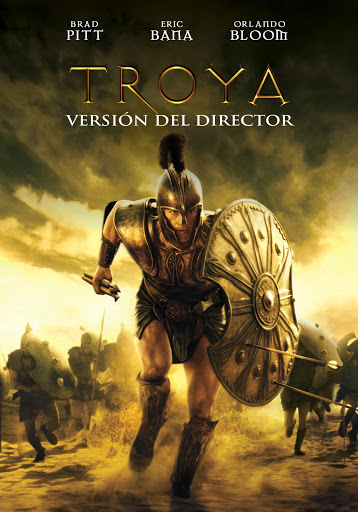 BRAD ERIC ORLANDO
PITT BANA BLOOM
TROYA
VERSIÓN DEL DIRECTOR